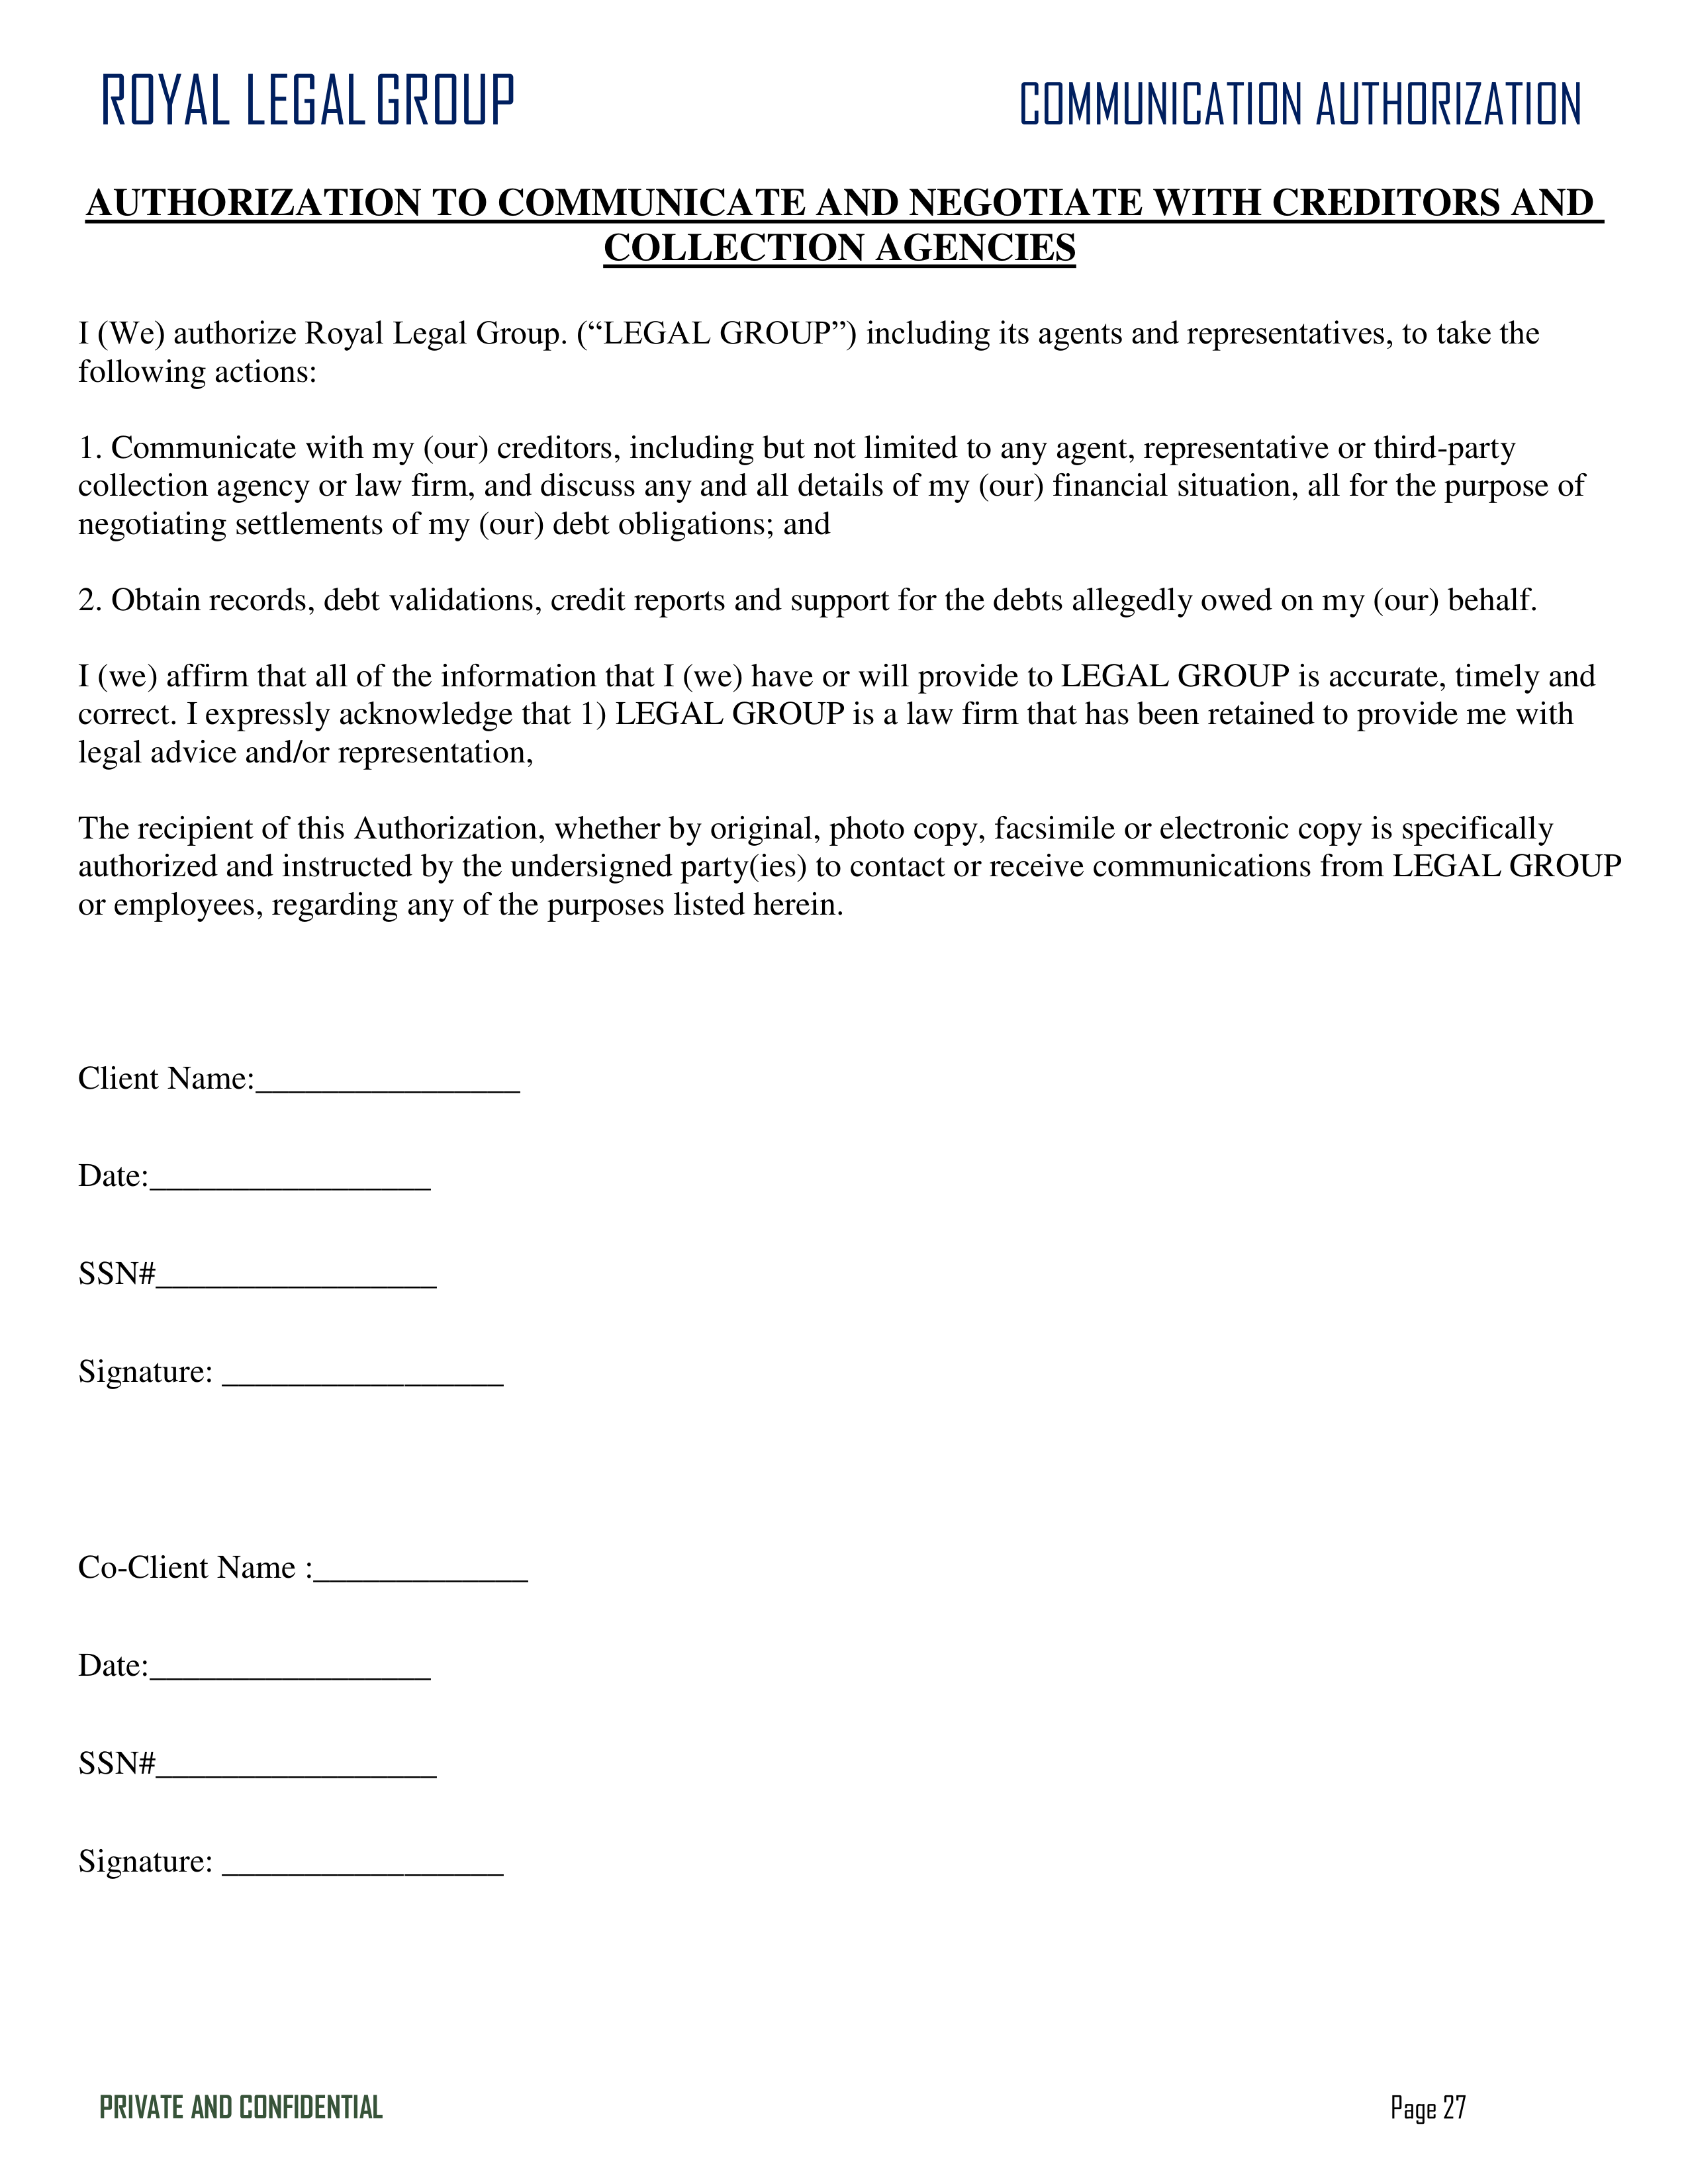 ROYAL LEGAL GROUP COMMUNICATION AUTHORIZATION
AUTHORIZATION TO COMMUNICATE AND NEGOTIATE WITH CREDITORS AND
COLLECTION AGENCIES
I (We) authorize Royal Legal Group. (“LEGAL GROUP”) including its agents and representatives, to take the
following actions:
1. Communicate with my (our) creditors, including but not limited to any agent, representative or third-party
collection agency or law firm, and discuss any and all details of my (our) financial situation, all for the purpose of
negotiating settlements of my (our) debt obligations; and
2. Obtain records, debt validations, credit reports and support for the debts allegedly owed on my (our) behalf.
I (we) affirm that all of the information that I (we) have or will provide to LEGAL GROUP is accurate, timely and
correct. I expressly acknowledge that 1) LEGAL GROUP is a law firm that has been retained to provide me with
legal advice and/or representation,
The recipient of this Authorization, whether by original, photo copy, facsimile or electronic copy is specifically
authorized and instructed by the undersigned party(ies) to contact or receive communications from LEGAL GROUP
or employees, regarding any of the purposes listed herein.
Client Name:________________
Date:_________________
SSN#_________________
Signature: _________________
Co-Client Name :_____________
Date:_________________
SSN#_________________
Signature: _________________
PRIVATE AND CONFIDENTIAL Page 27